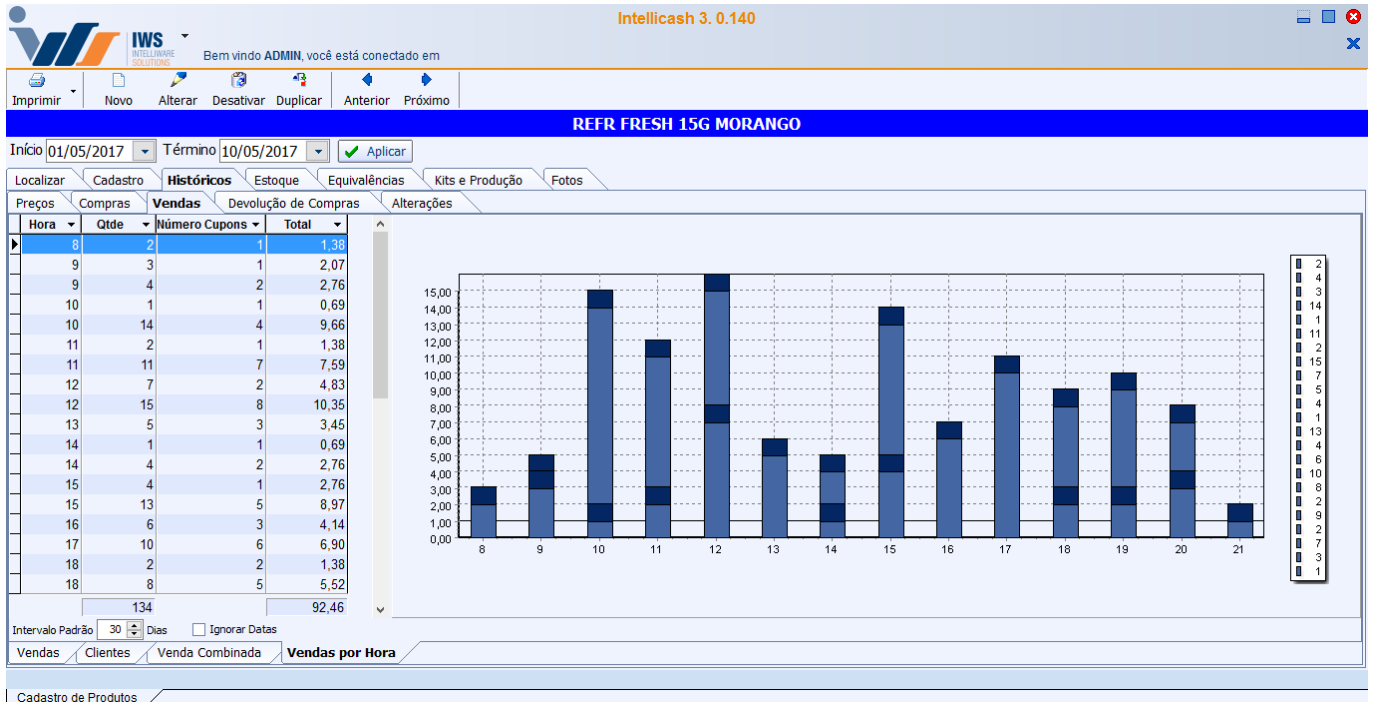 Intellicash 3. 0.140
IWS
INTELLIWARE
SOLUTIONS
Bem vindo ADMIN, você está conectado em
Imprimir Novo Alterar Desativar Duplicar Anterior Próximo
REFR FRESH 15G MORANGO
Início 01/05/2017 Término 10/05/2017 Aplicar
Localizar Cadastro Históricos Estoque Equivalências Kits e Produção Fotos
Preços Compras Vendas Devolução de Compras Alterações
Hora Qtde Número Cupons Total
8 2 1 1,38
9 3 1 2,07
9 4 2 2,76
10 1 1 0,69
10 14 4 9,66
11 2 1 1,38
11 11 7 7,59
12 7 2 4,83
12 15 8 10,35
13 5 3 3,45
14 1 1 0,69
14 4 2 2,76
15 4 1 2,76
15 13 5 8,97
16 6 3 4,14
17 10 6 6,90
18 2 2 1,38
18 8 5 5,52
134 92,46
15,00
14,00
13,00
12,00
11,00
10,00
9,00
8,00
7,00
6,00
5,00
4,00
3,00
2,00
1,00
0,00
8 9 10 11 12 13 14 15 16 17 18 19 20 21
2
4
3
14
1
11
2
15
7
5
4
1
13
4
6
10
8
2
9
2
7
3
1
Intervalo Padrão 30 Dias Ignorar Datas
Vendas Clientes Venda Combinada Vendas por Hora
Cadastro de Produtos